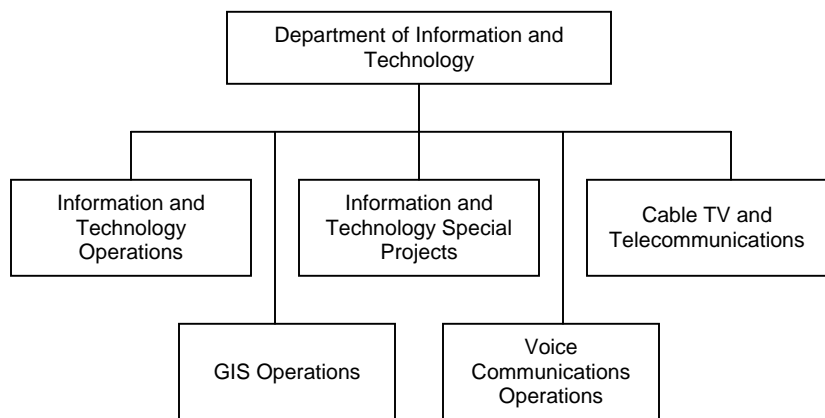 Department of Information and
Technology
Information and
Technology
Operations
Information and
Technology Special
Projects
Cable TV and
Telecommunications
GIS Operations
Voice
Communications
Operations